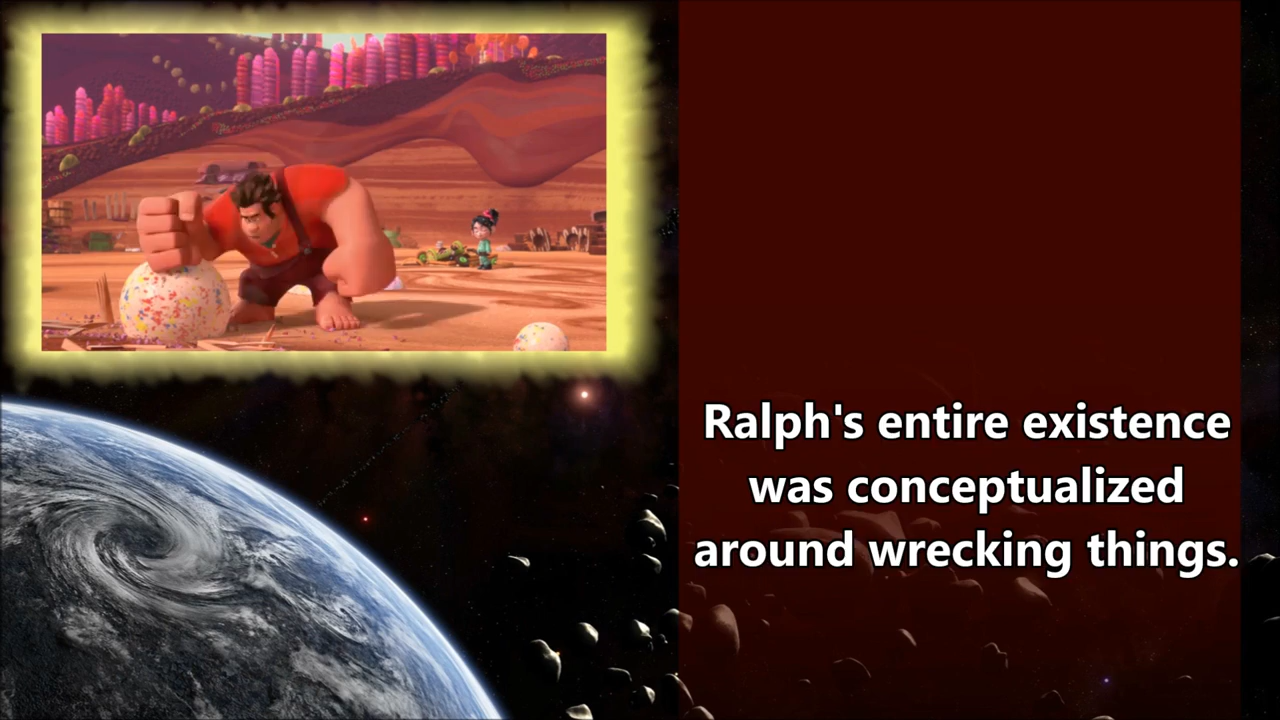 Ralph's entire existence
was conceptualized
around wrecking things.